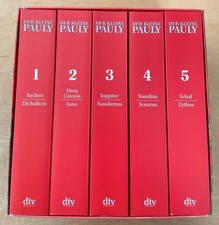 DER KLEINE
PAULY
1
Aachen
Dichalkon
dtv
DER KLEINE
PAULY
2
Dicta
Catonis
Iuno
dtv
DER KLEINE
PAULY
3
Iuppiter
Nasidienus
dtv
DER KLEINE
PAULY
4
Nasidius
Scaurus
dtv
DER KLEINE
PAULY
5
Schaf
Zythos
dtv